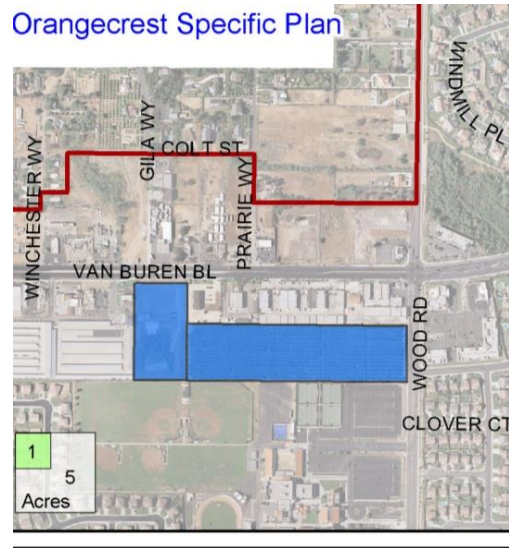 Orangecrest Specific Plan
WINDMILL PL
GILA WY
COLT ST
WINCHESTER WY
PRAIRIE WY
VAN BUREN BL
WOOD RD
CLOVER CT
1
5
Acres